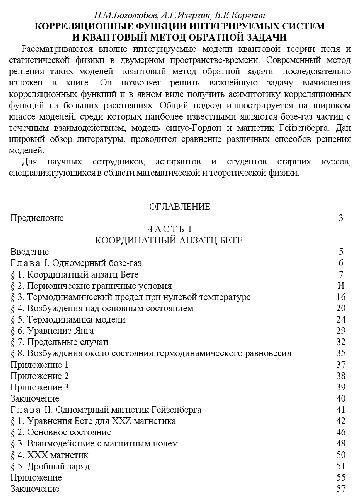 Н.М.Боголюбов, А.Г.Изергин, В.Е.Корепин
КОРРЕЛЯЦИОННЫЕ ФУНКЦИИ ИНТЕГРИРУЕМЫХ СИСТЕМ
И КВАНТОВЫЙ МЕТОД ОБРАТНОЙ ЗАДАЧИ
Рассматриваются вполне интегрируемые модели квантовой теории поля и
статистической физики в двумерном пространстве-времени. Современный метод
решения таких моделей квантовый метод обратной задачи последовательно
изложен в книге. Он позволяет решить важнейшую задачу вычисления
корреляционных функций и в явном виде получить асимптотику корреляционных
функций на больших расстояниях. Общий подход иллюстрируется на широком
классе моделей, среди которых наиболее известными являются бозе-газ частиц с
точечным взаимодействием, модель синус-Гордон и магнетик Гейзенберга. Дан
широкий обзор литературы, проводится сравнение различных способов решения
моделей.
Для научных сотрудников, аспирантов и студентов старших курсов,
специализирующихся в области математической и теоретической физики.
ОГЛАВЛЕНИЕ
Предисловие 3
ЧАСТЬ I
КООРДИНАТНЫЙ АНЗАТЦ БЕТЕ
Введение 5
Глава I. Одномерный бозе-газ 6
§ 1. Координатный анзатц Бете 7
§ 2. Периодические граничные условия И
§ 3. Термодинамический предел при нулевой температуре 16
§ 4. Возбуждения над основным состоянием 20
§ 5. Термодинамика модели 24
§ 6. Уравнение Янга 29
§ 7. Предельные случаи 32
§ 8. Возбуждения около состояния термодинамического равновесия 35
Приложение 1 37
Приложение 2 38
Приложение 3 39
Заключение 40
Глава II. Одномерный магнетик Гейзенберга 41
§ 1. Уравнения Бете для XXZ магнетика 42
§ 2. Основное состояние 46
§ 3. Взаимодействие с магнитным полем 48
§ 4. XXX магнетик 50
§ 5. Дробный заряд 51
Приложение 55
Заключение 57